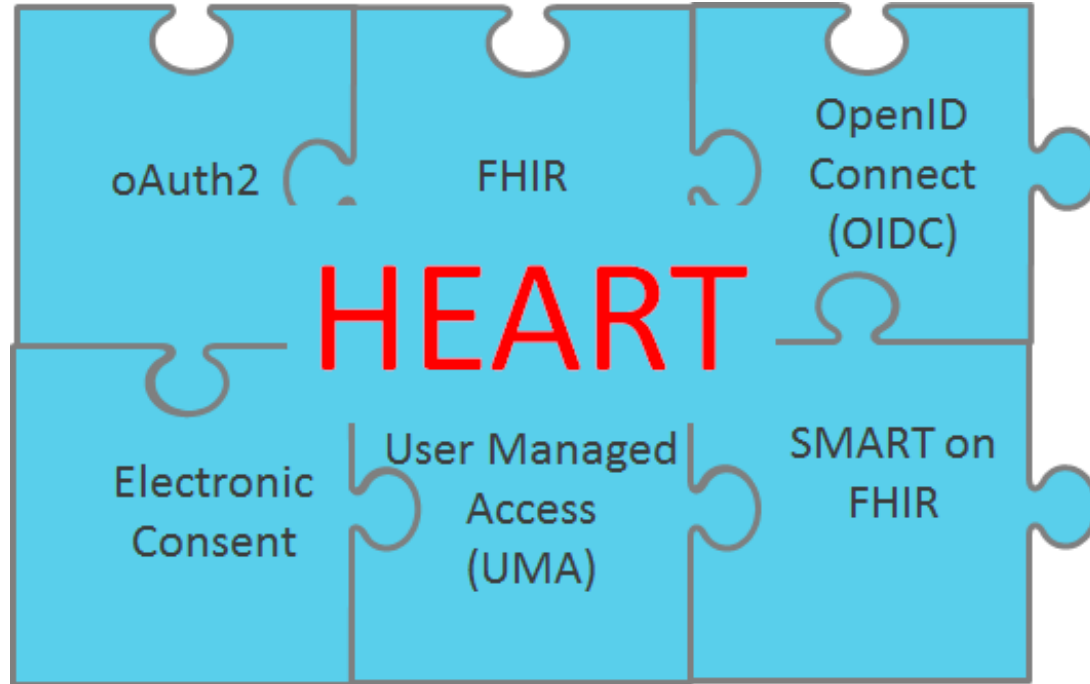 oAuth2
FHIR
OpenID
Connect
(OIDC)
HEART
Electronic
Consent
User Managed
Access
(UMA)
SMART on
FHIR